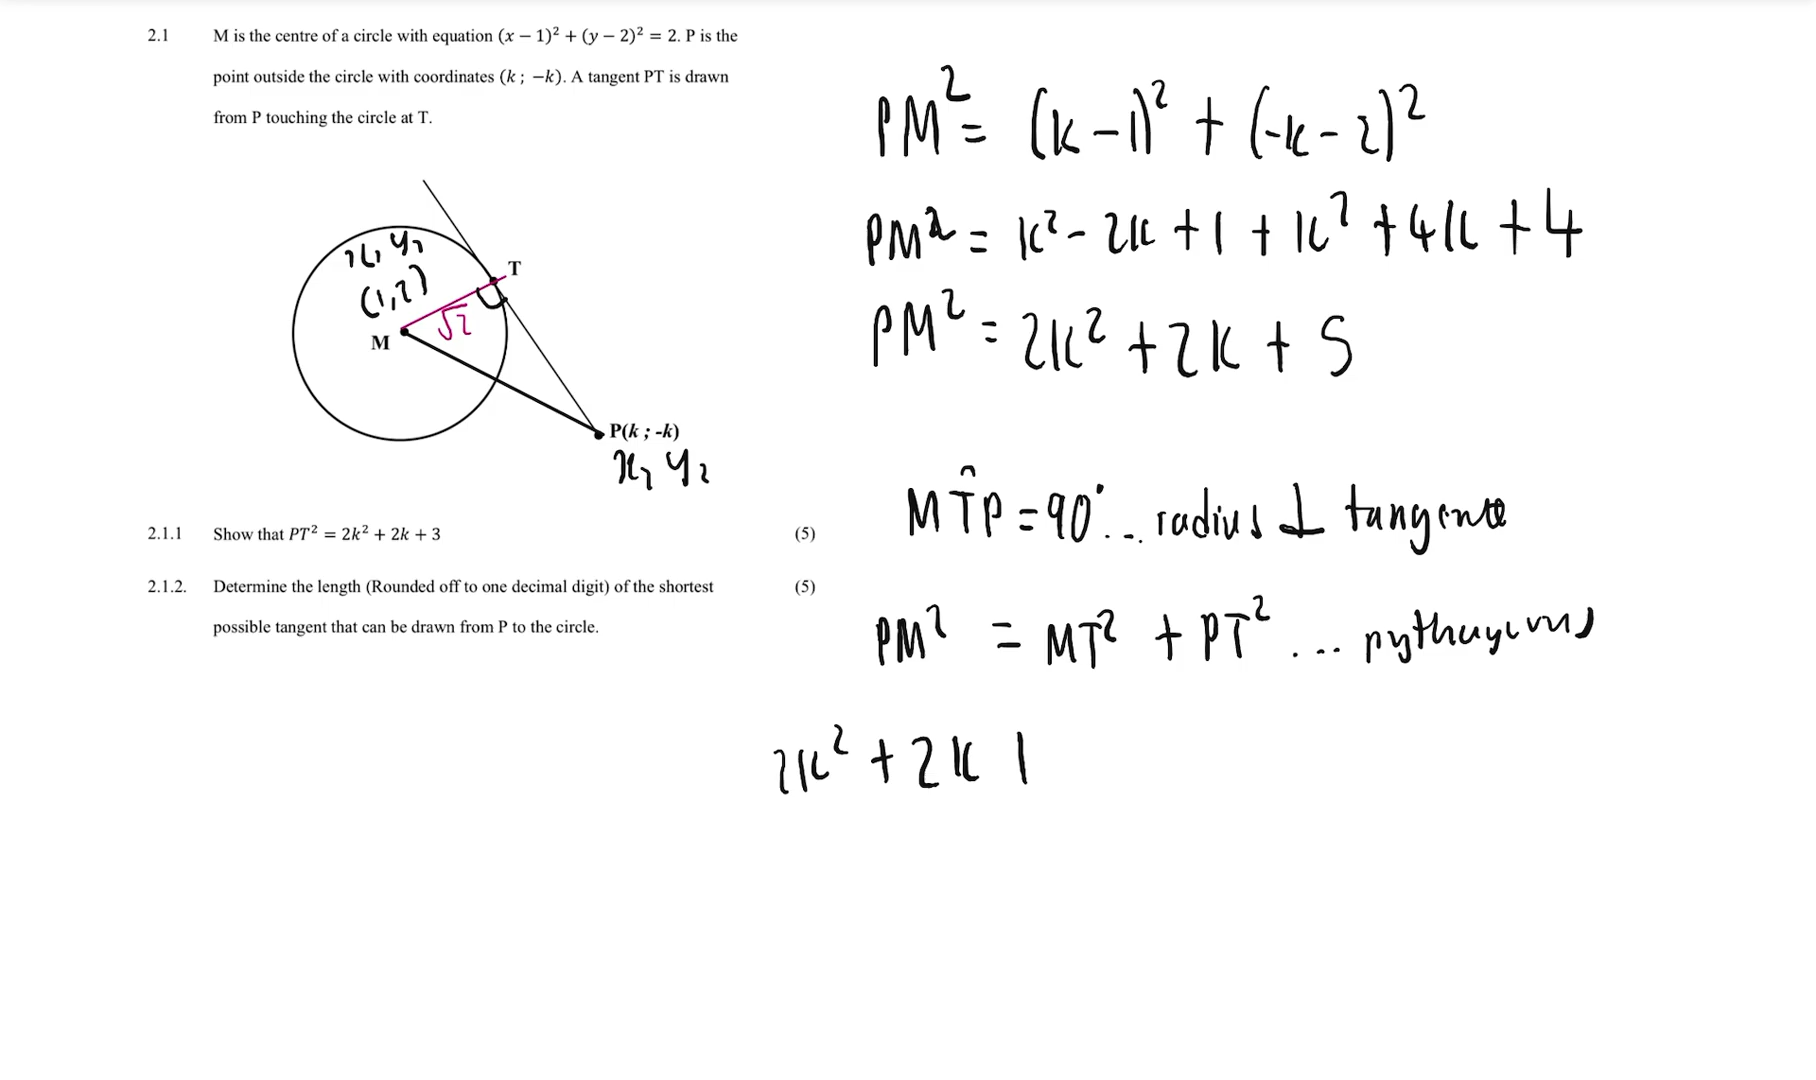 2.1 M is the centre of a circle with equation (x – 1)² + (y – 2)² = 2. P is the
point outside the circle with coordinates (k ; –k). A tangent PT is drawn
from P touching the circle at T.
x₁ y₁
(1,2)
T
√2
M
P(k ; -k)
x₂ y₂
2.1.1 Show that PT² = 2k² + 2k + 3 (5)
2.1.2. Determine the length (Rounded off to one decimal digit) of the shortest (5)
possible tangent that can be drawn from P to the circle.
PM² = (k – 1)² + (-k – 2)²
PM² = k² – 2k + 1 + k² + 4k + 4
PM² = 2k² + 2k + 5
MT̂P = 90° ... radius ⊥
PM² = MT² + PT² ...
2k² + 2k |